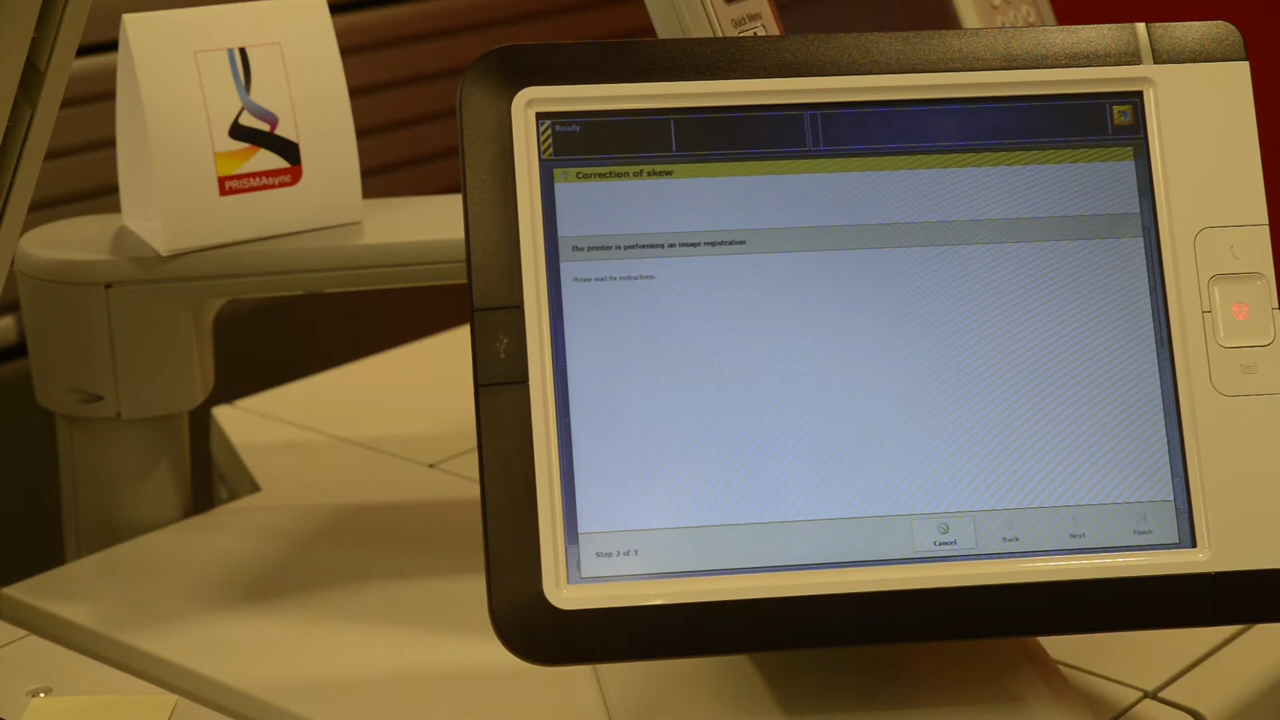 Quick Menu
PRISMAsync
Ready
Correction of skew
The printer is performing an image registration
Please wait for instructions.
Step 2 of 3
Cancel
Back
Next
Finish